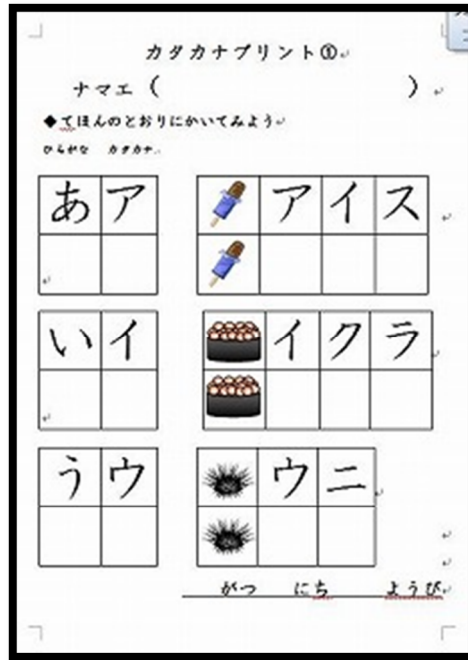 カタカナプリント①
ナマエ（　　　　　　　　　　）
◆てほんのとおりにかいてみよう
ひらがな　カタカナ
あ ア　アイス
い イ　イクラ
う ウ　ウニ
がつ　にち　ようび